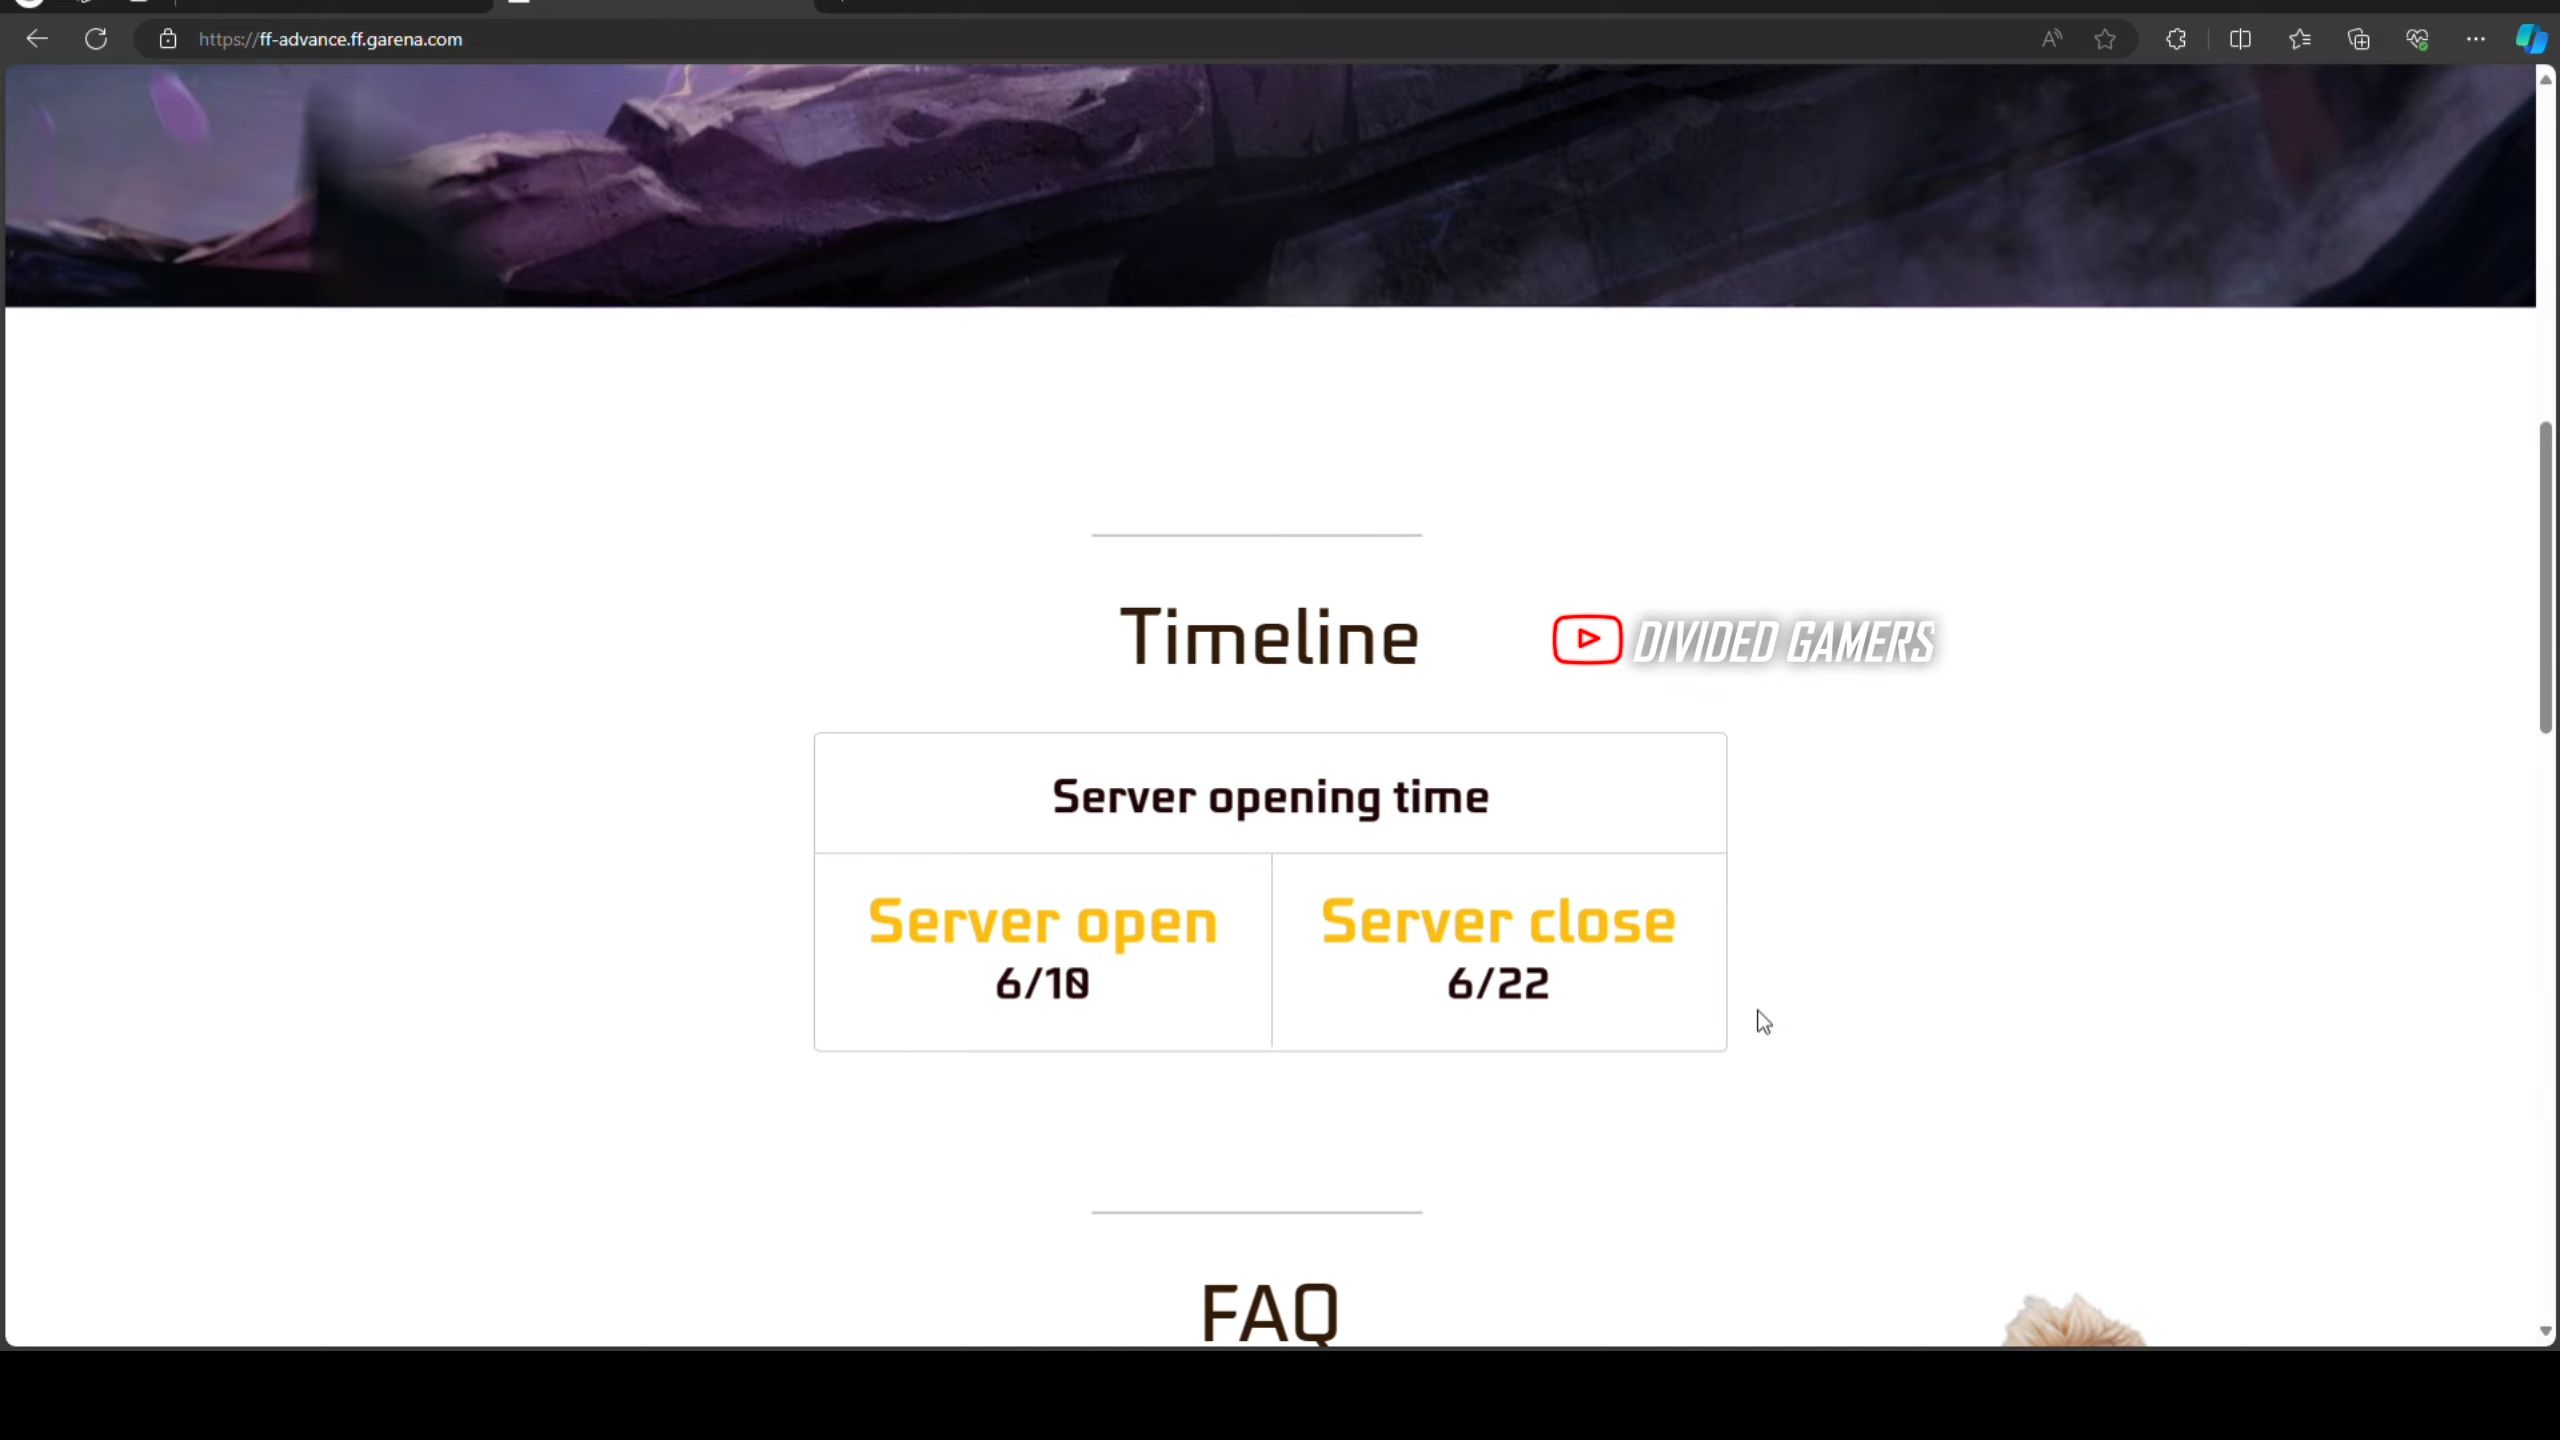 https://ff-advance.ff.garena.com
Timeline
DIVIDED GAMERS
Server opening time
Server open
Server close
6/10
6/22
FAQ